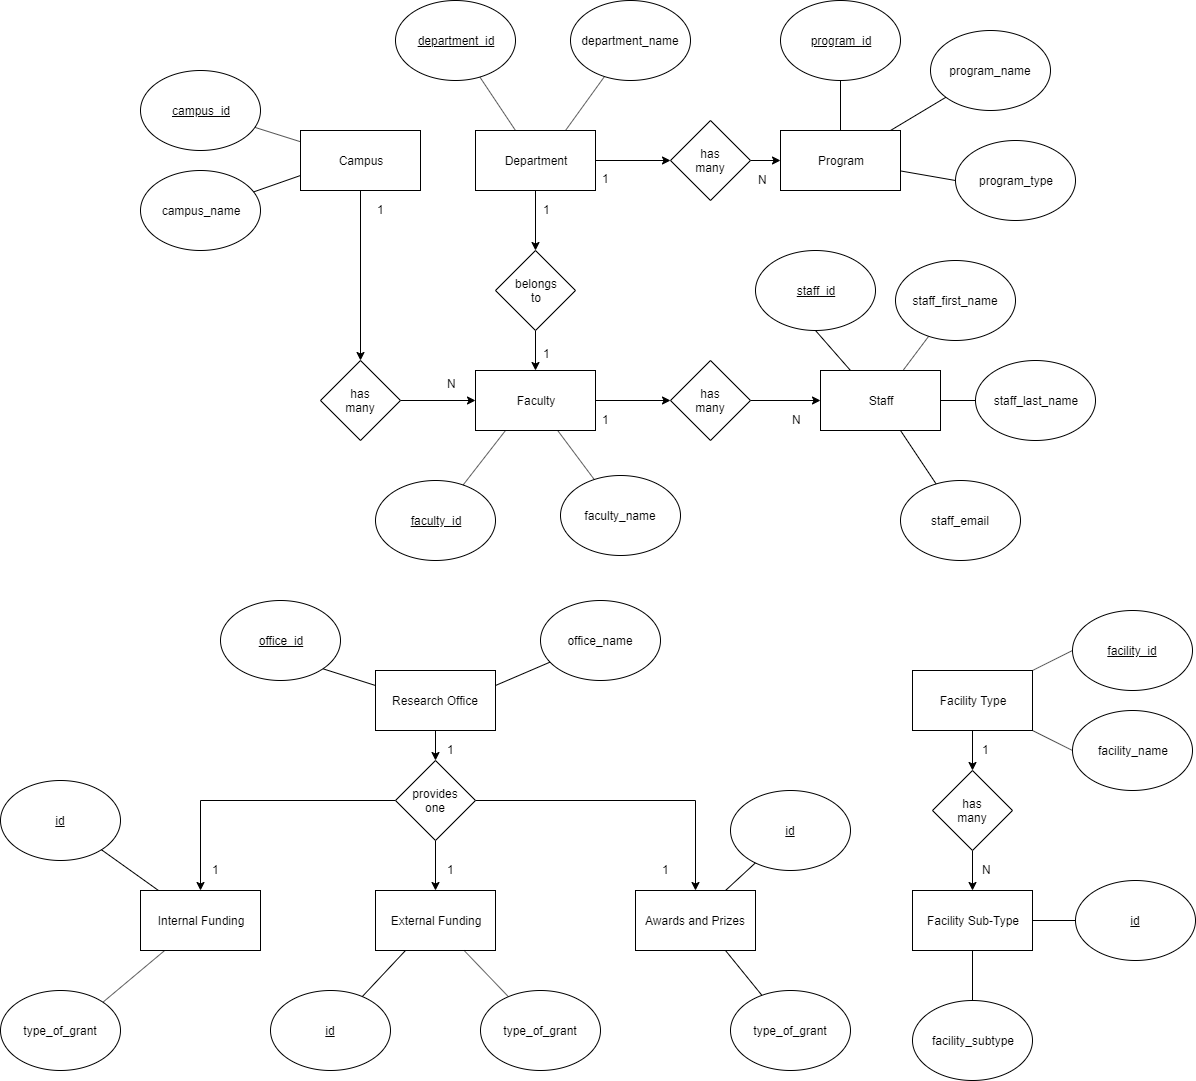 department_id
department_name
program_id
program_name
campus_id
Campus
Department
has
many
Program
1
N
program_type
campus_name
1
1
belongs
to
staff_id
staff_first_name
1
N
has
many
Faculty
has
many
Staff
staff_last_name
1
N
faculty_id
faculty_name
staff_email
office_id
office_name
facility_id
Research Office
Facility Type
1
1
facility_name
provides
one
has
many
id
id
1
1
1
N
Internal Funding
External Funding
Awards and Prizes
Facility Sub-Type
id
type_of_grant
id
type_of_grant
type_of_grant
facility_subtype